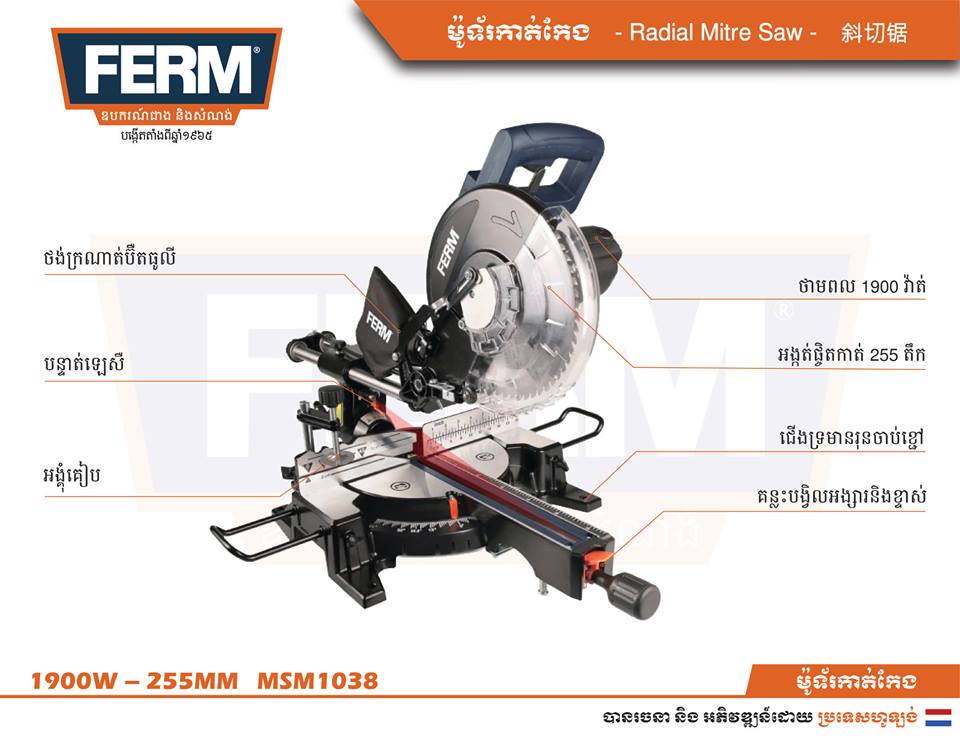 FERM®
ឧបករណ៍ជាង និងសំណង់
បង្កើតតាំងពីឆ្នាំ១៩៦៥
ម៉ូទ័រកាត់កែង - Radial Mitre Saw - 斜切锯
ថង់ក្រណាត់ប៊ឺតធូលី
បន្ទាត់ឡេស៊ឺ
អង្គុំគៀប
FERM
FERM
ថាមពល 1900 វ៉ាត់
អង្កត់ផ្ចិតកាត់ 255 តឹក
ជើងទ្រមានរុនចាប់ខ្ជៅ
គន្លះបង្វិលអង្សារនិងខ្ទាស់
1900W – 255MM MSM1038
ម៉ូទ័រកាត់កែង
បានរចនា និង អភិវឌ្ឍន៍ដោយ ប្រទេសហូឡង់